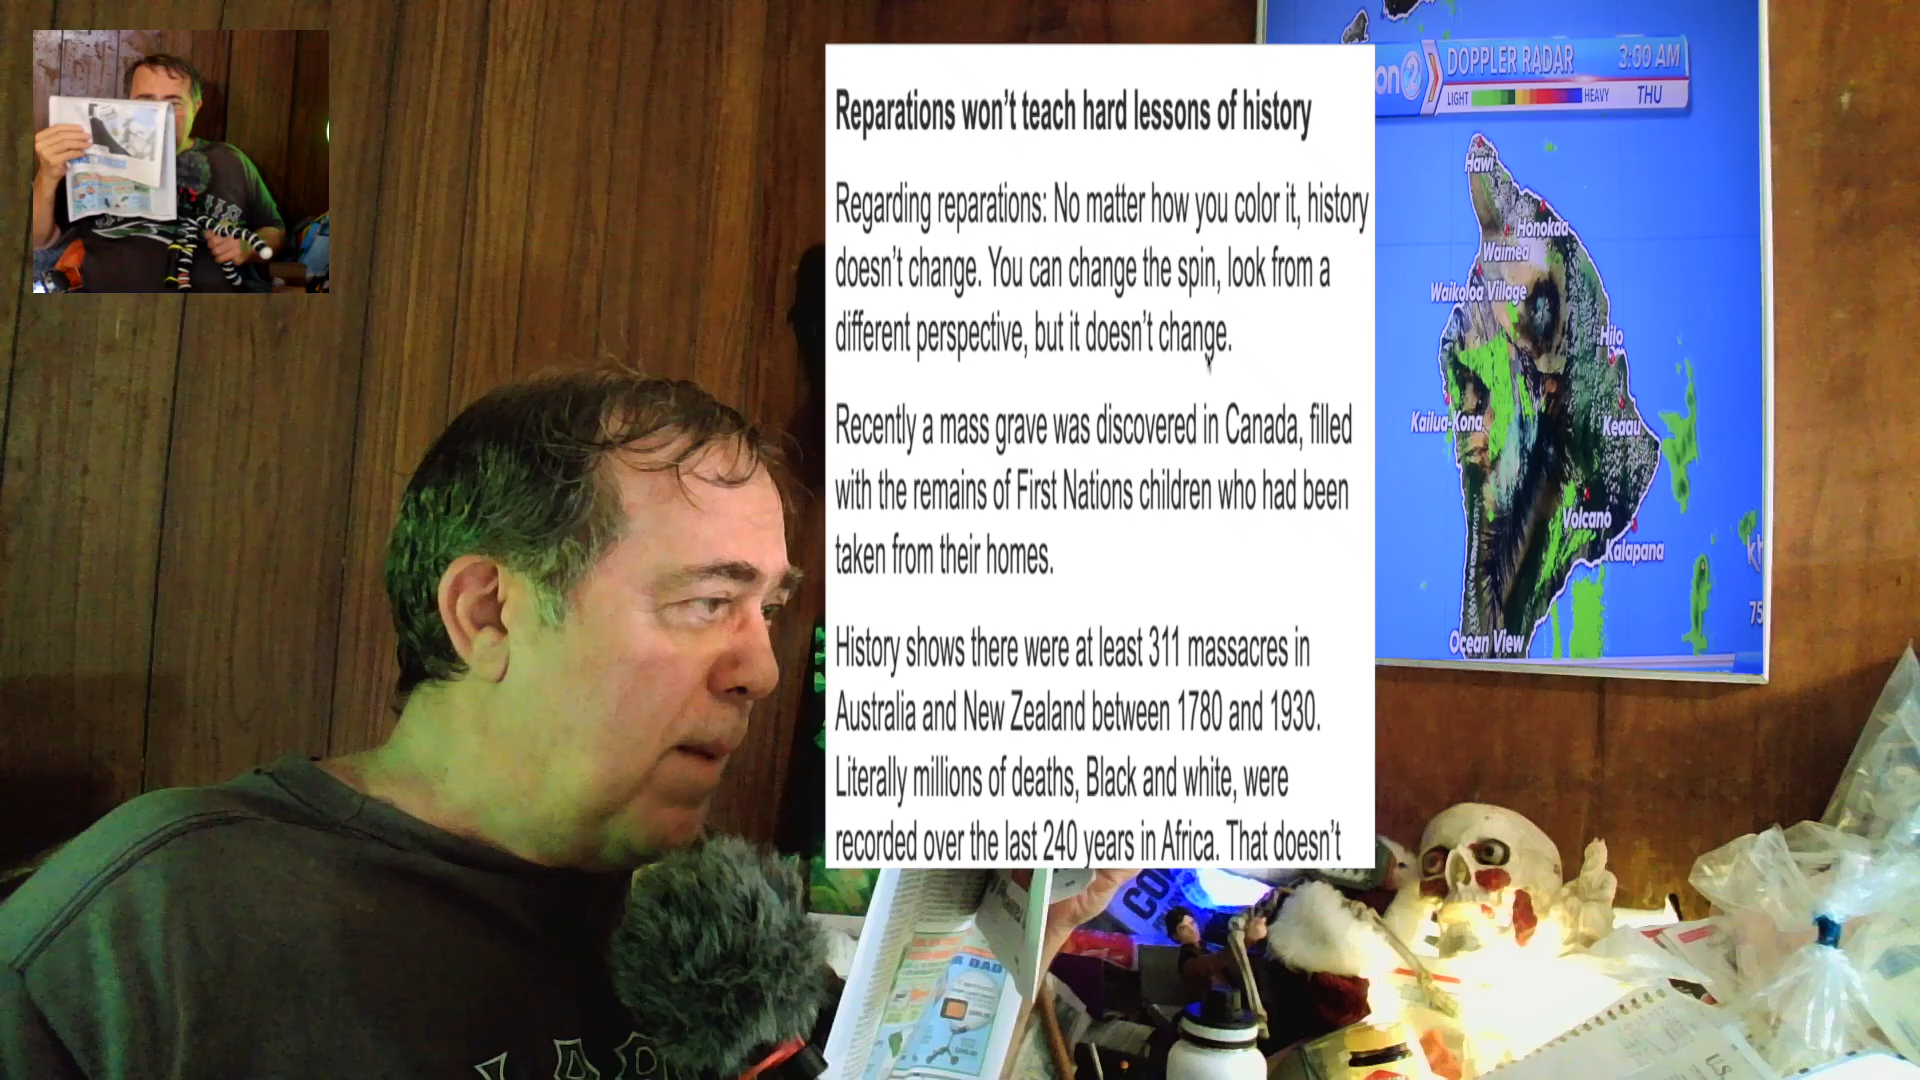 Reparations won't teach hard lessons of history
Regarding reparations: No matter how you color it, history
doesn't change. You can change the spin, look from a
different perspective, but it doesn't change.
Recently a mass grave was discovered in Canada, filled
with the remains of First Nations children who had been
taken from their homes.
History shows there were at least 311 massacres in
Australia and New Zealand between 1780 and 1930.
Literally millions of deaths, Black and white, were
recorded over the last 240 years in Africa. That doesn't
on2
DOPPLER RADAR
3:00 AM
LIGHT
HEAVY
THU
Hawi
Honokaa
Waimea
Waikoloa Village
Hilo
Kailua-Kona
Keaau
Volcano
Kalapana
Ocean View
75
A DAD
CO
U.S.